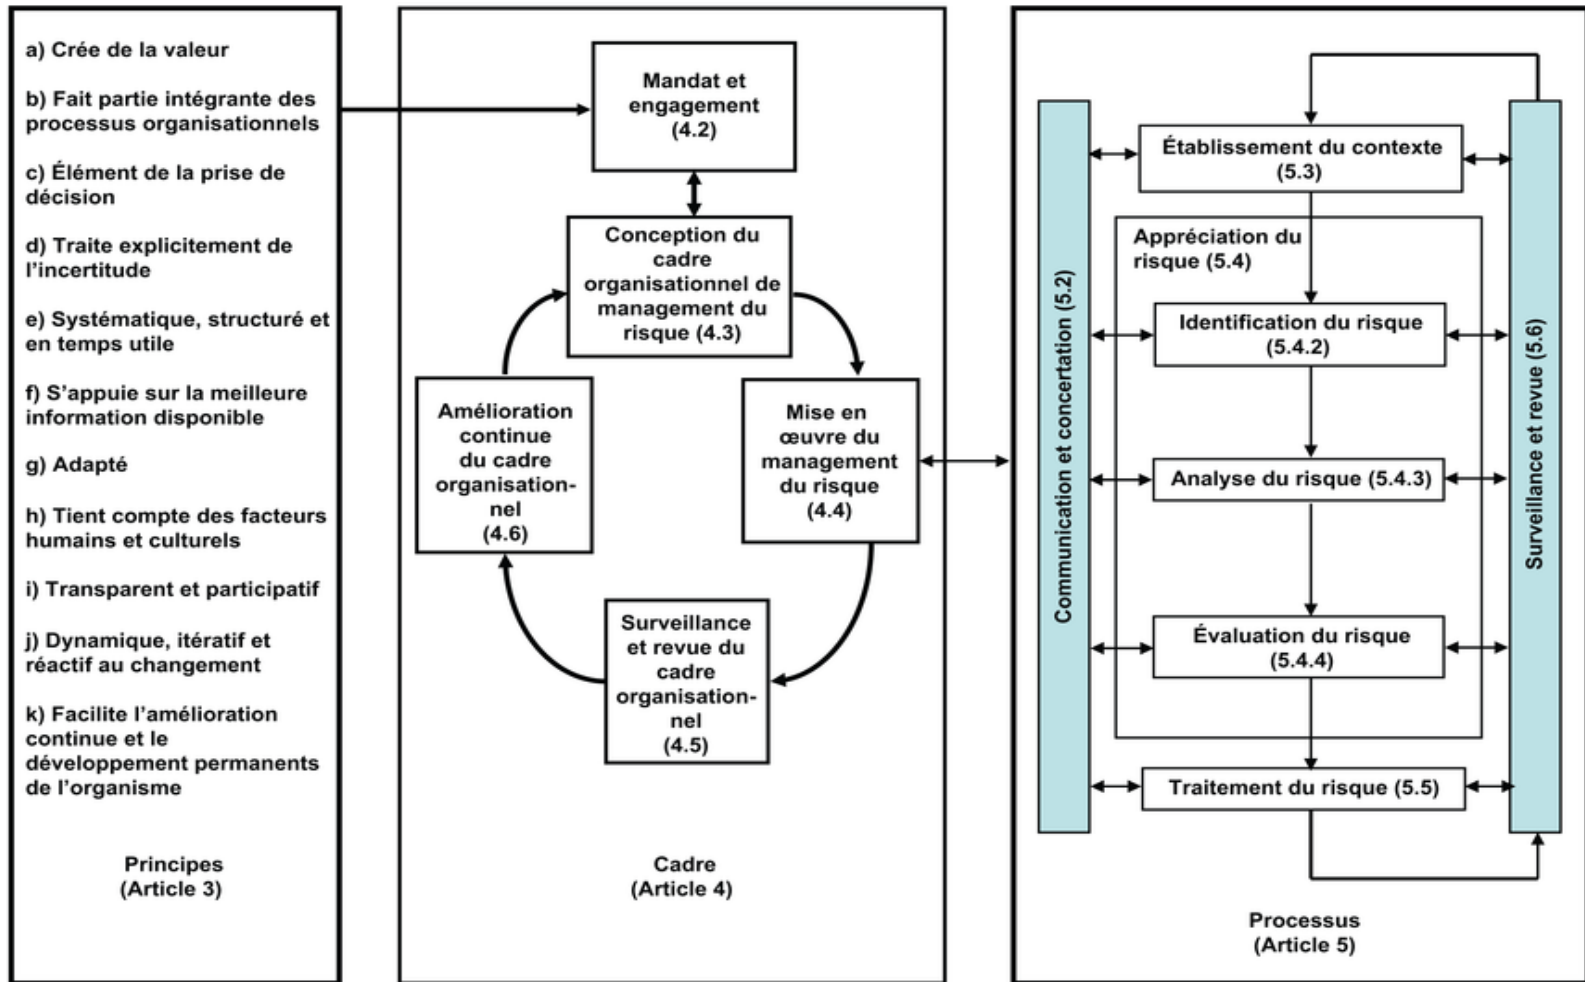 a) Crée de la valeur
b) Fait partie intégrante des
processus organisationnels
c) Élément de la prise de
décision
d) Traite explicitement de
l’incertitude
e) Systématique, structuré et
en temps utile
f) S’appuie sur la meilleure
information disponible
g) Adapté
h) Tient compte des facteurs
humains et culturels
i) Transparent et participatif
j) Dynamique, itératif et
réactif au changement
k) Facilite l’amélioration
continue et le
développement permanents
de l’organisme
Principes
(Article 3)
Mandat et
engagement
(4.2)
Conception du
cadre
organisationnel de
management du
risque (4.3)
Mise en
œuvre du
management
du risque
(4.4)
Surveillance
et revue du
cadre
organisation-
nel
(4.5)
Amélioration
continue
du cadre
organisation-
nel
(4.6)
Cadre
(Article 4)
Communication et concertation (5.2)
Établissement du contexte
(5.3)
Appréciation du
risque (5.4)
Identification du risque
(5.4.2)
Analyse du risque (5.4.3)
Évaluation du risque
(5.4.4)
Traitement du risque (5.5)
Surveillance et revue (5.6)
Processus
(Article 5)